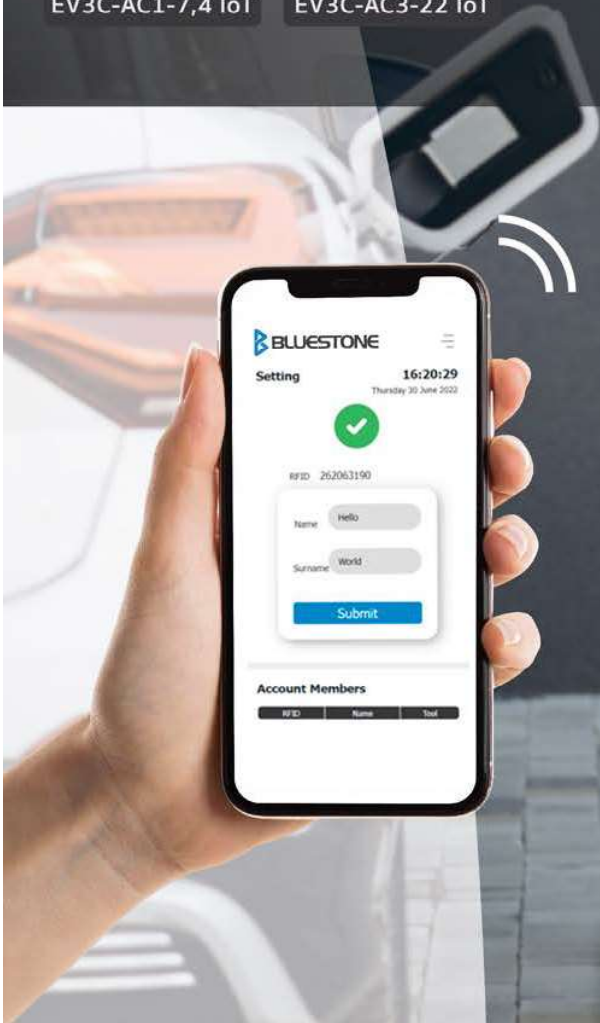 EV3C-AC1-7,4 IoT EV3C-AC3-22 IoT
BLUESTONE
Setting 16:20:29
Thursday 30 June 2022
RFID 262063190
Name Hello
Surname World
Submit
Account Members
RFID Name Tool